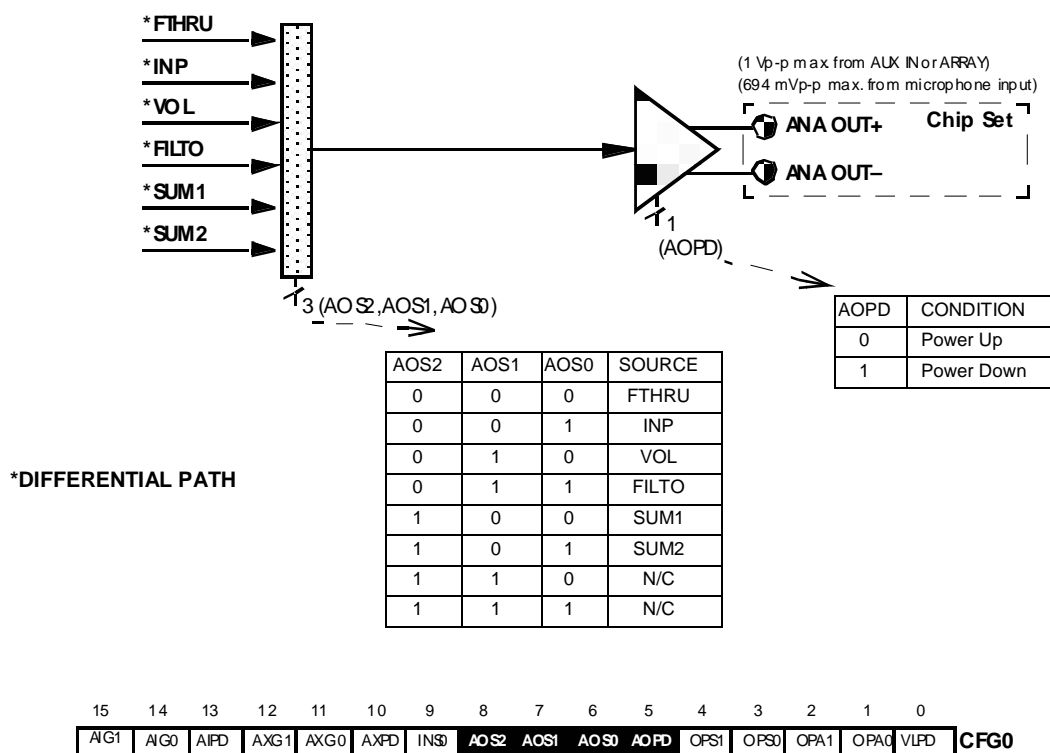 *FTHRU
*INP
*VOL
*FILTO
*SUM1
*SUM2
(1 Vp-p max. from AUX IN or ARRAY)
(694 mVp-p max. from microphone input)
ANA OUT+
Chip Set
ANA OUT–
1
(AOPD)
3 (AOS2,AOS1,AOS0)
AOPD CONDITION
0 Power Up
1 Power Down
AOS2 AOS1 AOS0 SOURCE
0 0 0 FTHRU
0 0 1 INP
0 1 0 VOL
0 1 1 FILTO
1 0 0 SUM1
1 0 1 SUM2
1 1 0 N/C
1 1 1 N/C
*DIFFERENTIAL PATH
15 14 13 12 11 10 9 8 7 6 5 4 3 2 1 0
AIG1 AIG0 AIPD AXG1 AXG0 AXPD INS0 AOS2 AOS1 AOS0 AOPD OPS1 OPS0 OPA1 OPA0 VLPD CFG0